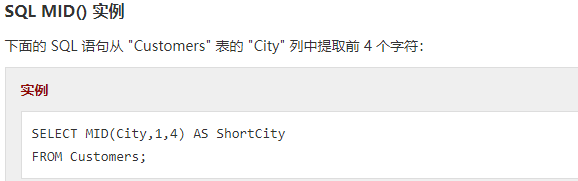 SQL MID() 实例
下面的 SQL 语句从 "Customers" 表的 "City" 列中提取前 4 个字符：
实例
SELECT MID(City,1,4) AS ShortCity
FROM Customers;